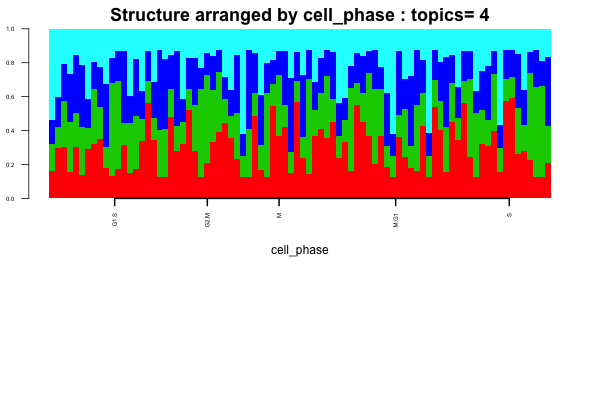 Structure arranged by cell_phase : topics= 4
1.0
0.8
0.6
0.4
0.2
0.0
G1.S
G2.M
M
M.G1
S
cell_phase